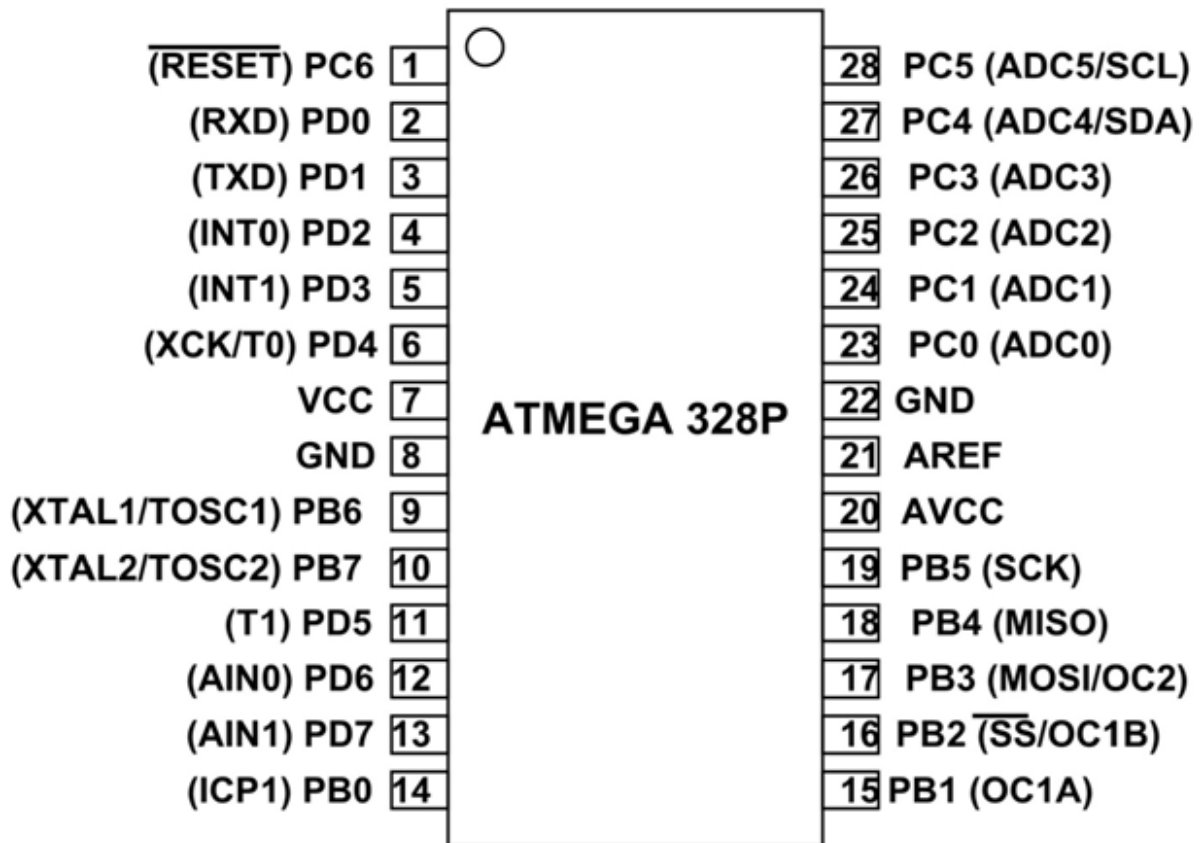 (RESET) PC6 1
(RXD) PD0 2
(TXD) PD1 3
(INT0) PD2 4
(INT1) PD3 5
(XCK/T0) PD4 6
VCC 7
GND 8
(XTAL1/TOSC1) PB6 9
(XTAL2/TOSC2) PB7 10
(T1) PD5 11
(AIN0) PD6 12
(AIN1) PD7 13
(ICP1) PB0 14
ATMEGA 328P
28 PC5 (ADC5/SCL)
27 PC4 (ADC4/SDA)
26 PC3 (ADC3)
25 PC2 (ADC2)
24 PC1 (ADC1)
23 PC0 (ADC0)
22 GND
21 AREF
20 AVCC
19 PB5 (SCK)
18 PB4 (MISO)
17 PB3 (MOSI/OC2)
16 PB2 (SS/OC1B)
15 PB1 (OC1A)